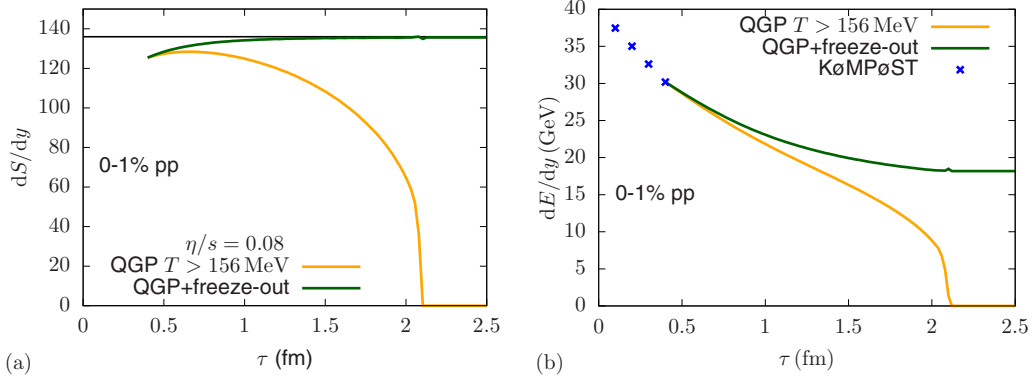 160
140
120
100
80
60
40
20
0
dS/dy
0-1% pp
η/s = 0.08
QGP T > 156 MeV
QGP+freeze-out
0 0.5 1 1.5 2 2.5
τ (fm)
(a)
40
35
30
25
20
15
10
5
0
dE/dy (GeV)
QGP T > 156 MeV
QGP+freeze-out
KøMPøST
0-1% pp
0 0.5 1 1.5 2 2.5
τ (fm)
(b)